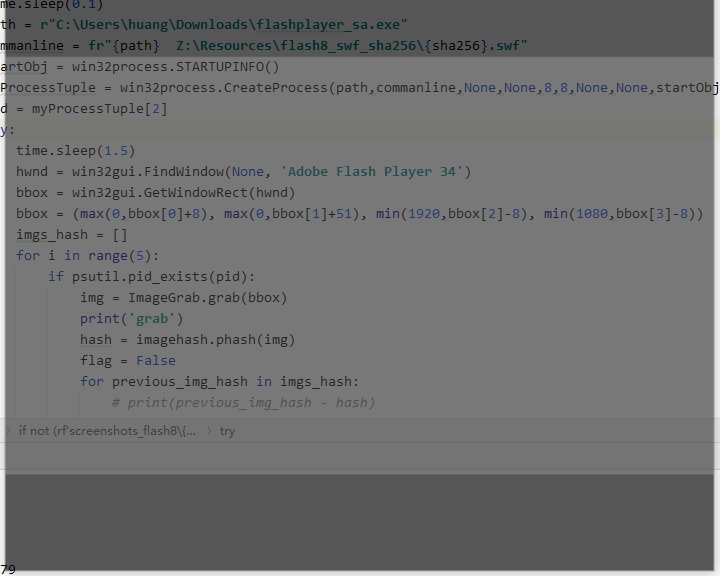 me.sleep(0.1)
th = r"C:\Users\huang\Downloads\flashplayer_sa.exe"
mmanline = fr"{path}  Z:\Resources\flash8_swf_sha256\{sha256}.swf"
artObj = win32process.STARTUPINFO()
ProcessTuple = win32process.CreateProcess(path,commanline,None,None,8,8,None,None,startObj
d = myProcessTuple[2]
y:
time.sleep(1.5)
hwnd = win32gui.FindWindow(None, 'Adobe Flash Player 34')
bbox = win32gui.GetWindowRect(hwnd)
bbox = (max(0,bbox[0]+8), max(0,bbox[1]+51), min(1920,bbox[2]-8), min(1080,bbox[3]-8))
imgs_hash = []
for i in range(5):
if psutil.pid_exists(pid):
img = ImageGrab.grab(bbox)
print('grab')
hash = imagehash.phash(img)
flag = False
for previous_img_hash in imgs_hash:
# print(previous_img_hash - hash)
› if not (rf'screenshots_flash8\{... › try
79